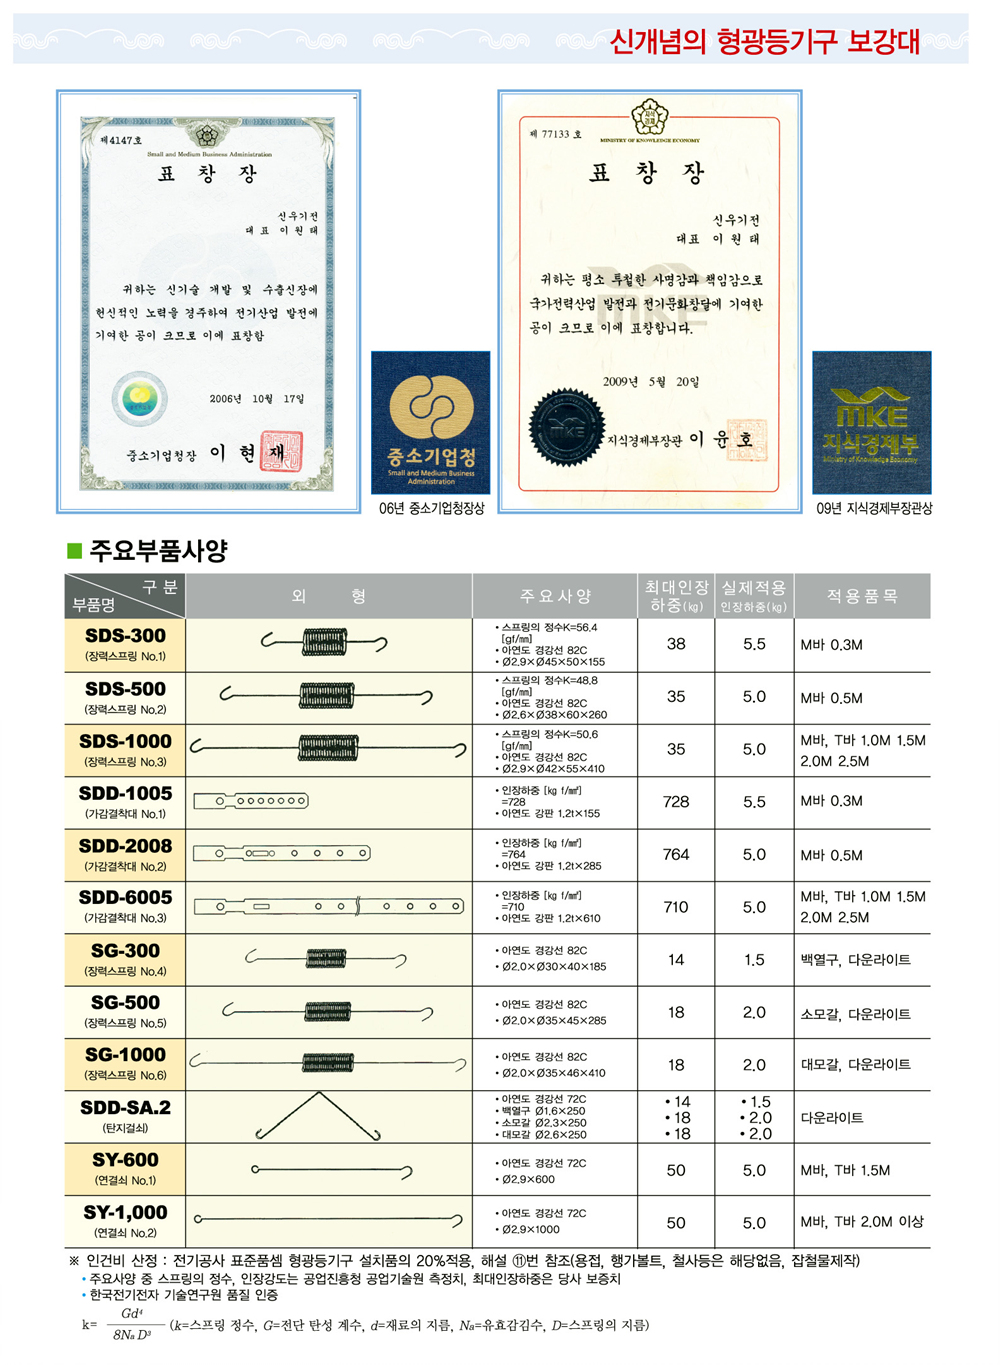 신개념의 형광등기구 보강대
제4147호
Small and Medium Business Administration
표 창 장
신우기전
대표 이원태
귀하는 신기술 개발 및 수출신장에
헌신적인 노력을 경주하여 전기산업 발전에
기여한 공이 크므로 이에 표창함
2006년 10월 17일
중소기업청장 이현재
중소기업청
Small and Medium Business
Administration
06년 중소기업청장상
지식
경제
제 77133 호
MINISTRY OF KNOWLEDGE ECONOMY
표 창 장
신우기전
대표 이원태
귀하는 평소 투철한 사명감과 책임감으로
국가전력산업 발전과 전기문화창달에 기여한
공이 크므로 이에 표창합니다.
MKE
2009년 5월 20일
MKE
지식경제부장관 이윤호
MKE
지식경제부
Ministry of Knowledge Economy
09년 지식경제부장관상
■ 주요부품사양
구 분
부품명
외 형
주요사양
최대인장
하중(kg)
실제적용
인장하중(kg)
적용품목
SDS-300
(장력스프링 No.1)
• 스프링의 정수K=56.4
[gf/㎜]
• 아연도 경강선 82C
• Ø2.9×Ø45×50×155
38
5.5
M바 0.3M
SDS-500
(장력스프링 No.2)
• 스프링의 정수K=48.8
[gf/㎜]
• 아연도 경강선 82C
• Ø2.6×Ø38×60×260
35
5.0
M바 0.5M
SDS-1000
(장력스프링 No.3)
• 스프링의 정수K=50.6
[gf/㎜]
• 아연도 경강선 82C
• Ø2.9×Ø42×55×410
35
5.0
M바, T바 1.0M 1.5M
2.0M 2.5M
SDD-1005
(가감결착대 No.1)
• 인장하중 [kg f/㎟]
=728
• 아연도 강판 1.2t×155
728
5.5
M바 0.3M
SDD-2008
(가감결착대 No.2)
• 인장하중 [kg f/㎟]
=764
• 아연도 강판 1.2t×285
764
5.0
M바 0.5M
SDD-6005
(가감결착대 No.3)
• 인장하중 [kg f/㎟]
=710
• 아연도 강판 1.2t×610
710
5.0
M바, T바 1.0M 1.5M
2.0M 2.5M
SG-300
(장력스프링 No.4)
• 아연도 경강선 82C
• Ø2.0×Ø30×40×185
14
1.5
백열구, 다운라이트
SG-500
(장력스프링 No.5)
• 아연도 경강선 82C
• Ø2.0×Ø35×45×285
18
2.0
소모갈, 다운라이트
SG-1000
(장력스프링 No.6)
• 아연도 경강선 82C
• Ø2.0×Ø35×46×410
18
2.0
대모갈, 다운라이트
SDD-SA.2
(탄지걸쇠)
• 아연도 경강선 72C
• 백열구 Ø1.6×250
• 소모갈 Ø2.3×250
• 대모갈 Ø2.6×250
• 14
• 18
• 18
• 1.5
• 2.0
• 2.0
다운라이트
SY-600
(연결쇠 No.1)
• 아연도 경강선 72C
• Ø2.9×600
50
5.0
M바, T바 1.5M
SY-1,000
(연결쇠 No.2)
• 아연도 경강선 72C
• Ø2.9×1000
50
5.0
M바, T바 2.0M 이상
※ 인건비 산정 : 전기공사 표준품셈 형광등기구 설치품의 20%적용, 해설 ⑪번 참조(용접, 행가볼트, 철사등은 해당없음, 잡철물제작)
• 주요사양 중 스프링의 정수, 인장강도는 공업진흥청 공업기술원 측정치, 최대인장하중은 당사 보증치
• 한국전기전자 기술연구원 품질 인증
k= Gd⁴ / 8Na D³ (k=스프링 정수, G=전단 탄성 계수, d=재료의 지름, Na=유효감김수, D=스프링의 지름)